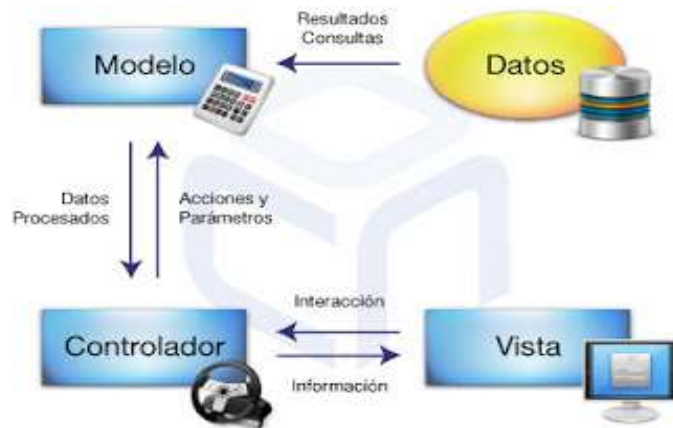 Resultados
Consultas
Modelo
Datos
Datos
Procesados
Acciones y
Parámetros
Interacción
Controlador
Vista
Información